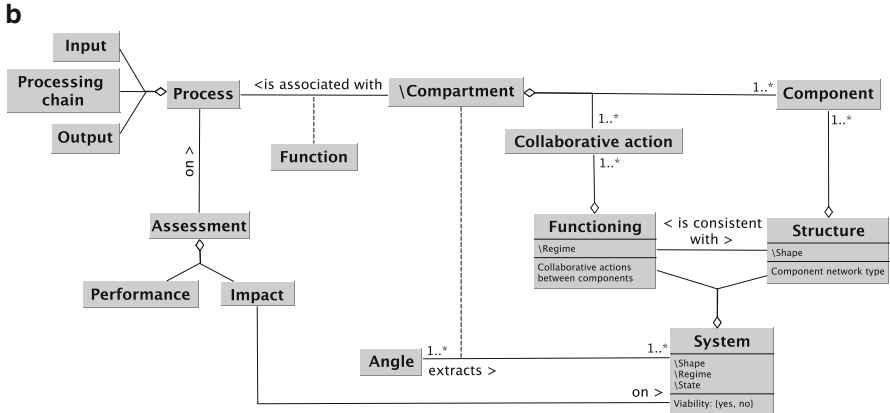 b
Input
Processing
chain
Output
Process
<is associated with
\Compartment
1..*
Component
1..*
Function
1..*
Collaborative action
1..*
on >
Assessment
Performance
Impact
Functioning
\Regime
Collaborative actions
between components
< is consistent
with >
Structure
\Shape
Component network type
Angle
1..*
extracts >
1..*
on >
System
\Shape
\Regime
\State
Viability: {yes, no}